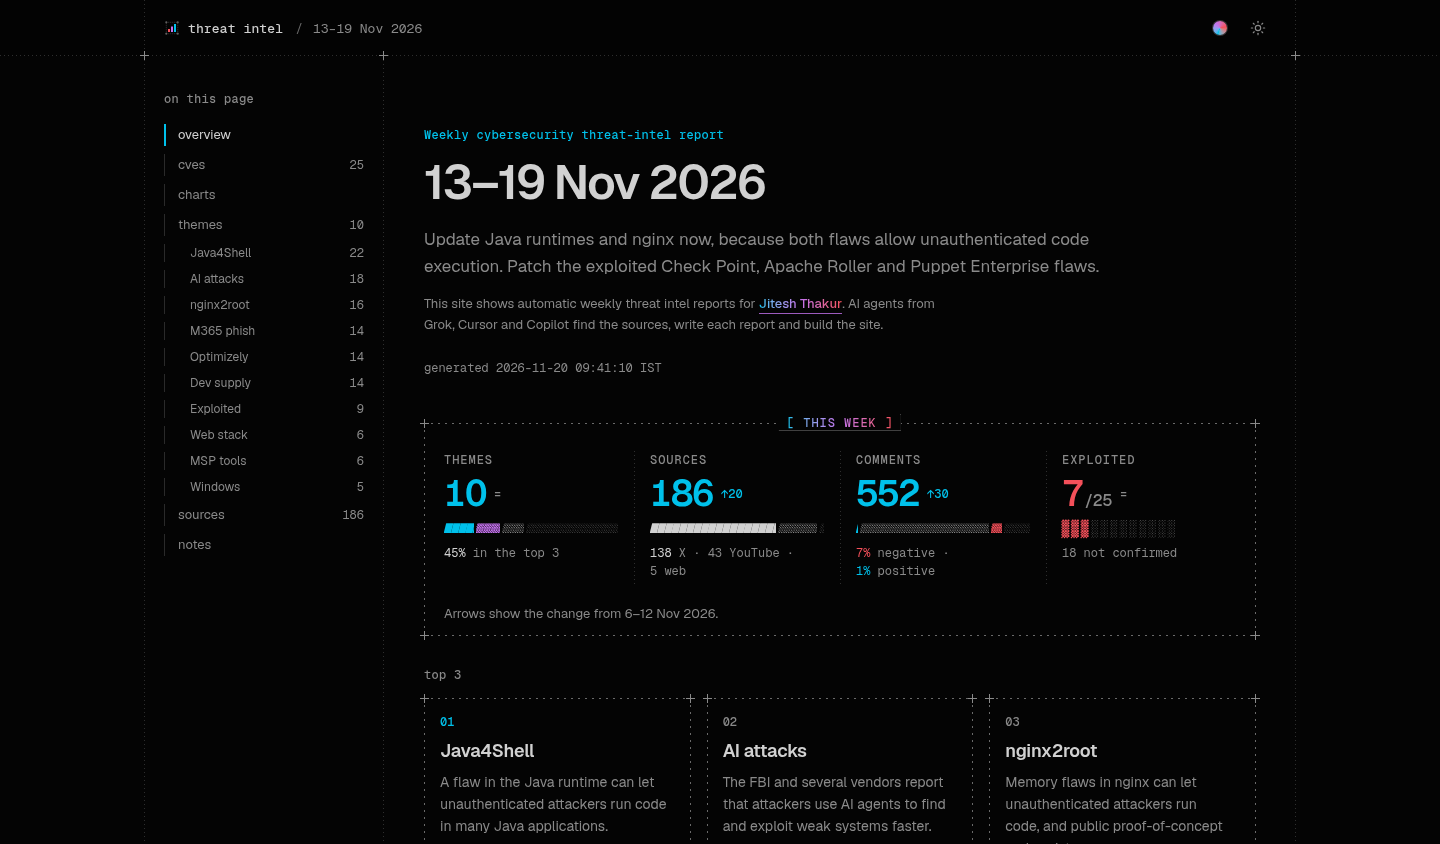 threat intel / 13–19 Nov 2026
on this page
overview
cves 25
charts
themes 10
Java4Shell 22
AI attacks 18
nginx2root 16
M365 phish 14
Optimizely 14
Dev supply 14
Exploited 9
Web stack 6
MSP tools 6
Windows 5
sources 186
notes
Weekly cybersecurity threat-intel report
13–19 Nov 2026
Update Java runtimes and nginx now, because both flaws allow unauthenticated code
execution. Patch the exploited Check Point, Apache Roller and Puppet Enterprise flaws.
This site shows automatic weekly threat intel reports for Jitesh Thakur. AI agents from
Grok, Cursor and Copilot find the sources, write each report and build the site.
generated 2026-11-20 09:41:10 IST
[ THIS WEEK ]
THEMES
10 =
45% in the top 3
SOURCES
186 ↑20
138 X · 43 YouTube ·
5 web
COMMENTS
552 ↑30
7% negative ·
1% positive
EXPLOITED
7/25 =
18 not confirmed
Arrows show the change from 6–12 Nov 2026.
top 3
01
Java4Shell
A flaw in the Java runtime can let
unauthenticated attackers run code
in many Java applications.
02
AI attacks
The FBI and several vendors report
that attackers use AI agents to find
and exploit weak systems faster.
03
nginx2root
Memory flaws in nginx can let
unauthenticated attackers run
code, and public proof-of-concept